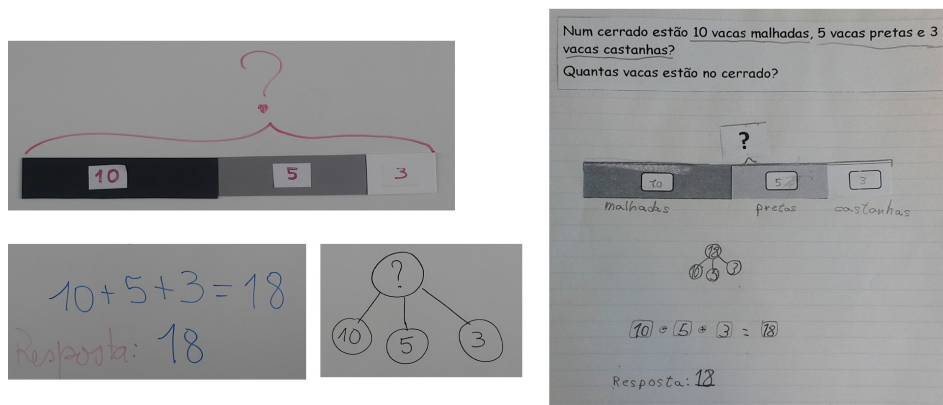 ?
10 5 3
10+5+3=18
Resposta: 18
?
10 5 3
Num cerrado estão 10 vacas malhadas, 5 vacas pretas e 3
vacas castanhas?
Quantas vacas estão no cerrado?
?
10 5 3
malhadas pretas castanhas
18
10 5 3
10 + 5 + 3 = 18
Resposta: 18